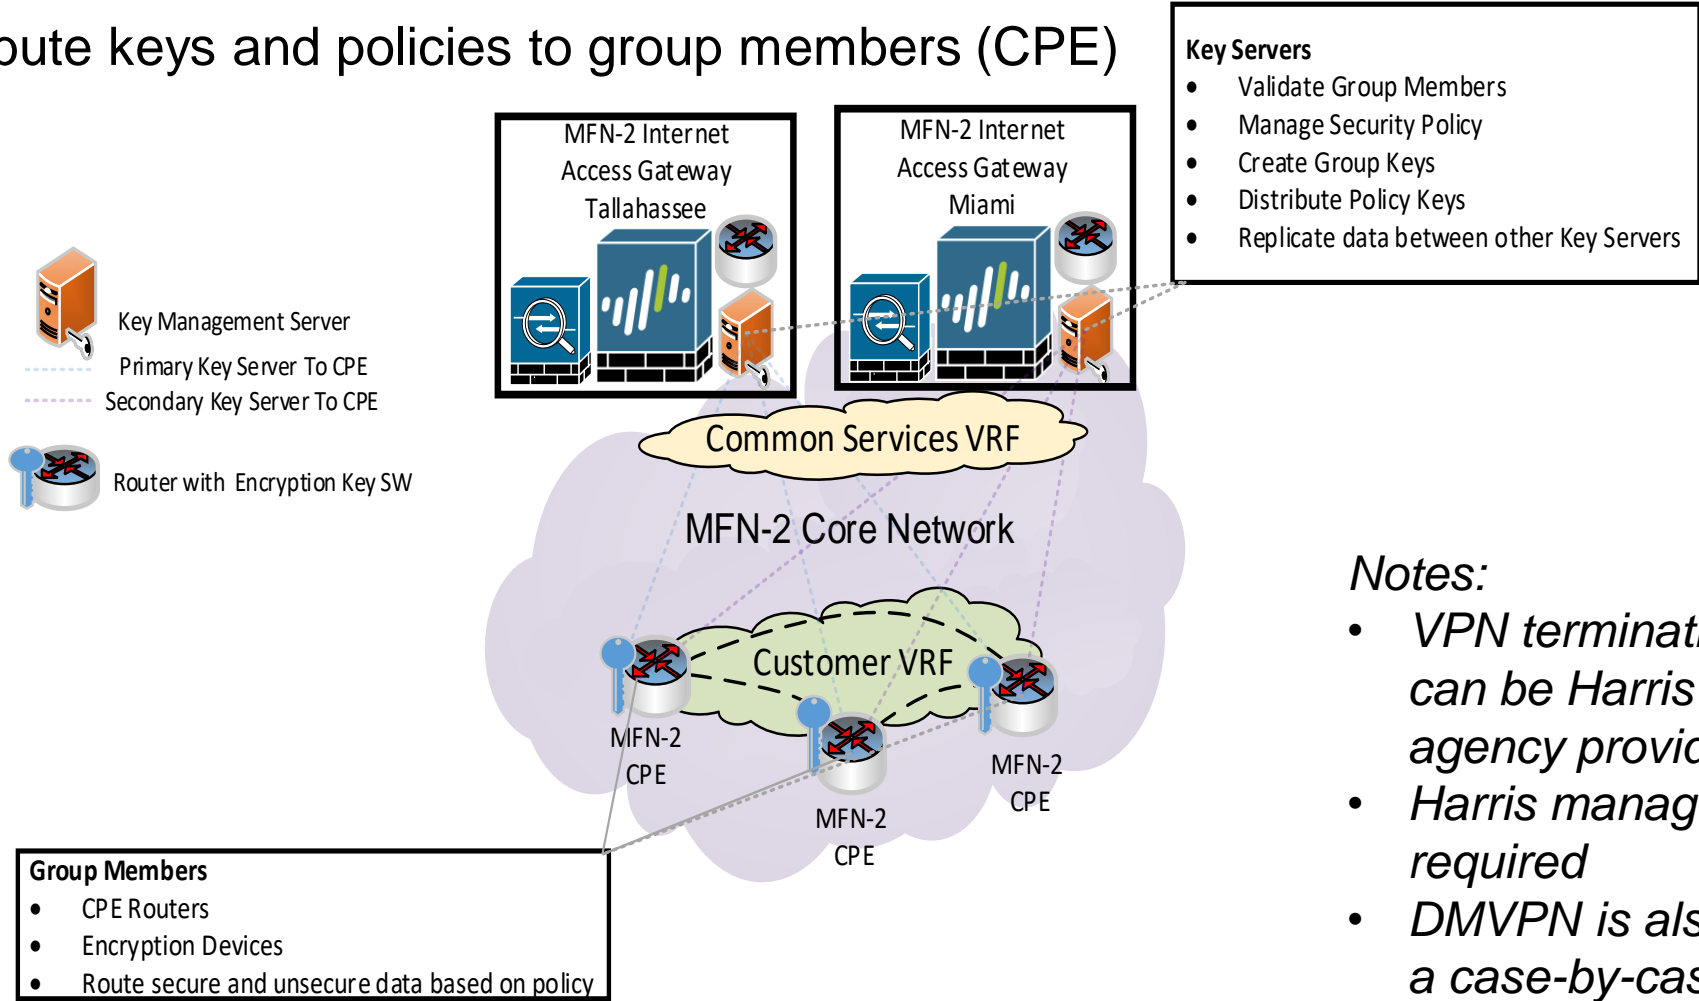 bute keys and policies to group members (CPE)
Key Servers
• Validate Group Members
• Manage Security Policy
• Create Group Keys
• Distribute Policy Keys
• Replicate data between other Key Servers
MFN-2 Internet
Access Gateway
Tallahassee
MFN-2 Internet
Access Gateway
Miami
Key Management Server
Primary Key Server To CPE
Secondary Key Server To CPE
Router with Encryption Key SW
Common Services VRF
MFN-2 Core Network
Customer VRF
MFN-2
CPE
MFN-2
CPE
MFN-2
CPE
Group Members
• CPE Routers
• Encryption Devices
• Route secure and unsecure data based on policy
Notes:
• VPN terminati
can be Harris
agency provid
• Harris manag
required
• DMVPN is als
a case-by-cas